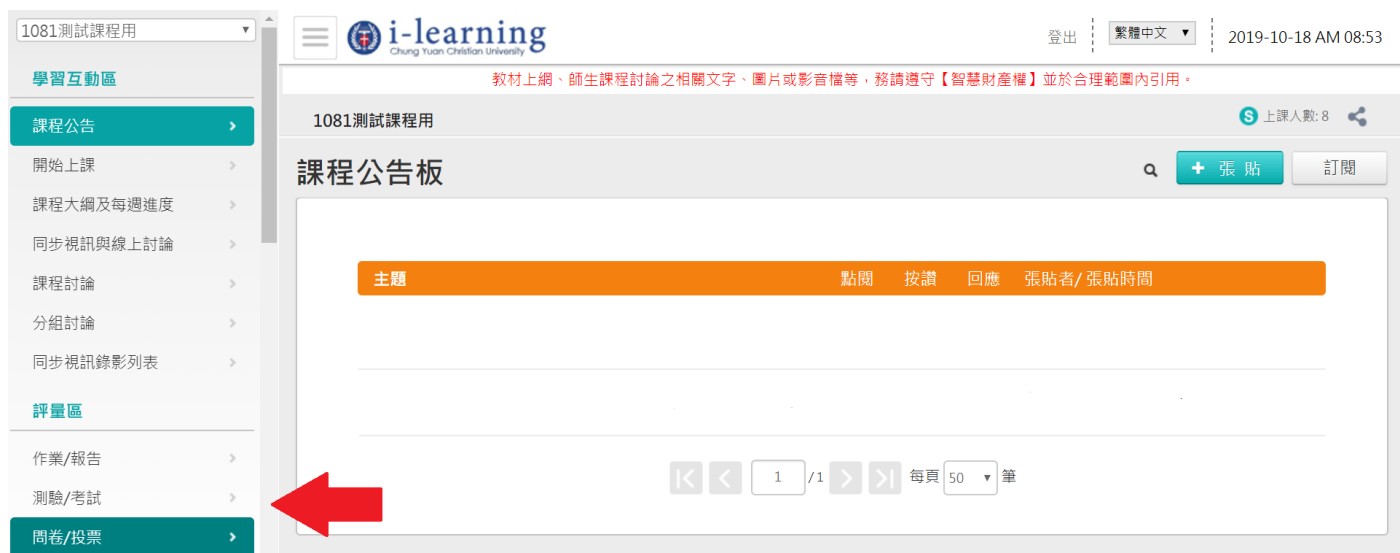 1081測試課程用
學習互動區
課程公告
開始上課
課程大綱及每週進度
同步視訊與線上討論
課程討論
分組討論
同步視訊錄影列表
評量區
作業/報告
測驗/考試
問卷/投票
i-learning
Chung Yuan Christian University
登出 繁體中文 2019-10-18 AM 08:53
教材上網、師生課程討論之相關文字、圖片或影音檔等，務請遵守【智慧財產權】並於合理範圍內引用。
1081測試課程用 S 上課人數: 8
課程公告板 + 張 貼 訂閱
主題 點閱 按讚 回應 張貼者/ 張貼時間
1 /1 每頁 50 筆